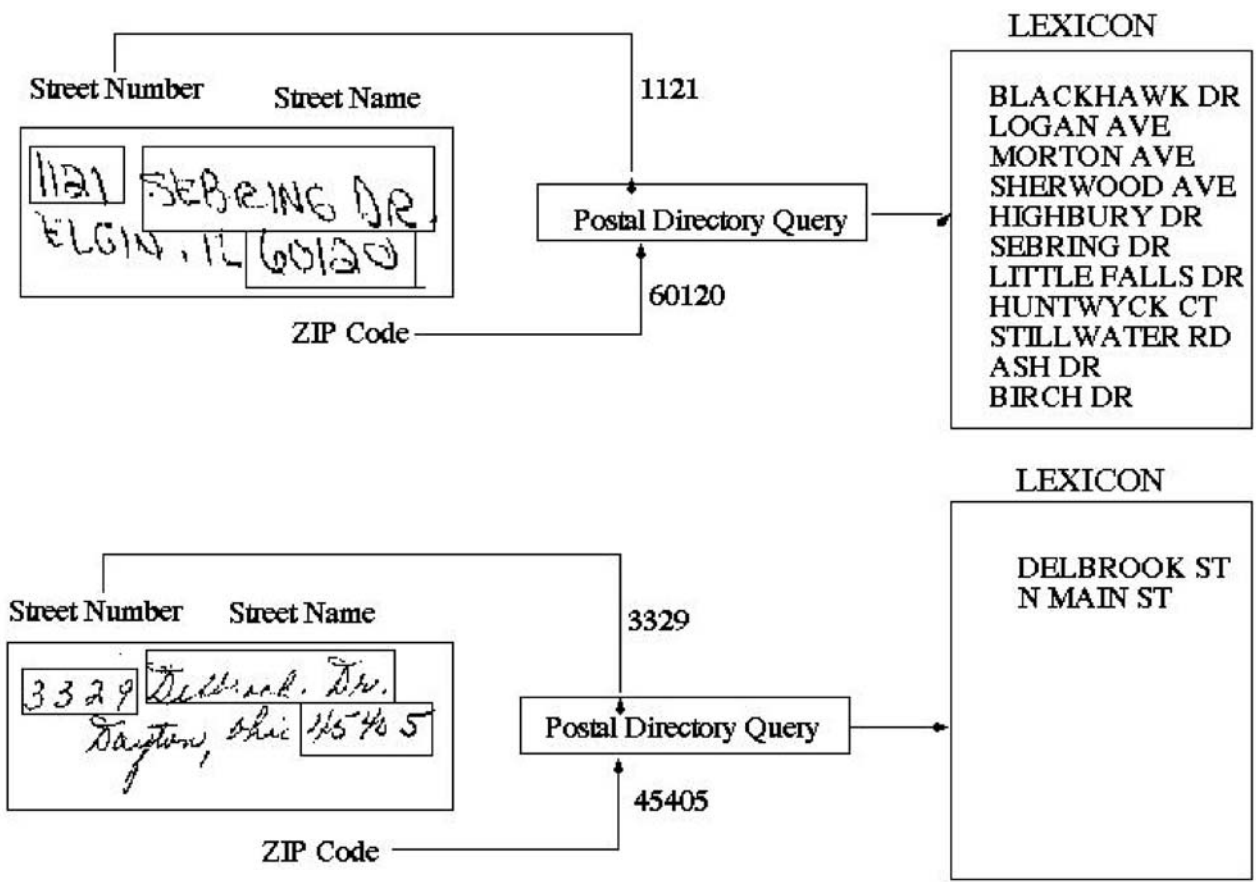 LEXICON
Street Number Street Name 1121
BLACKHAWK DR
LOGAN AVE
MORTON AVE
SHERWOOD AVE
HIGHBURY DR
SEBRING DR
LITTLE FALLS DR
HUNTWYCK CT
STILLWATER RD
ASH DR
BIRCH DR
1121 SEBRING DR.
ELGIN, IL 60120
Postal Directory Query
60120
ZIP Code
LEXICON
DELBROOK ST
N MAIN ST
Street Number Street Name 3329
3329 Delbrook. Dr.
Dayton, Ohio 45405
Postal Directory Query
45405
ZIP Code